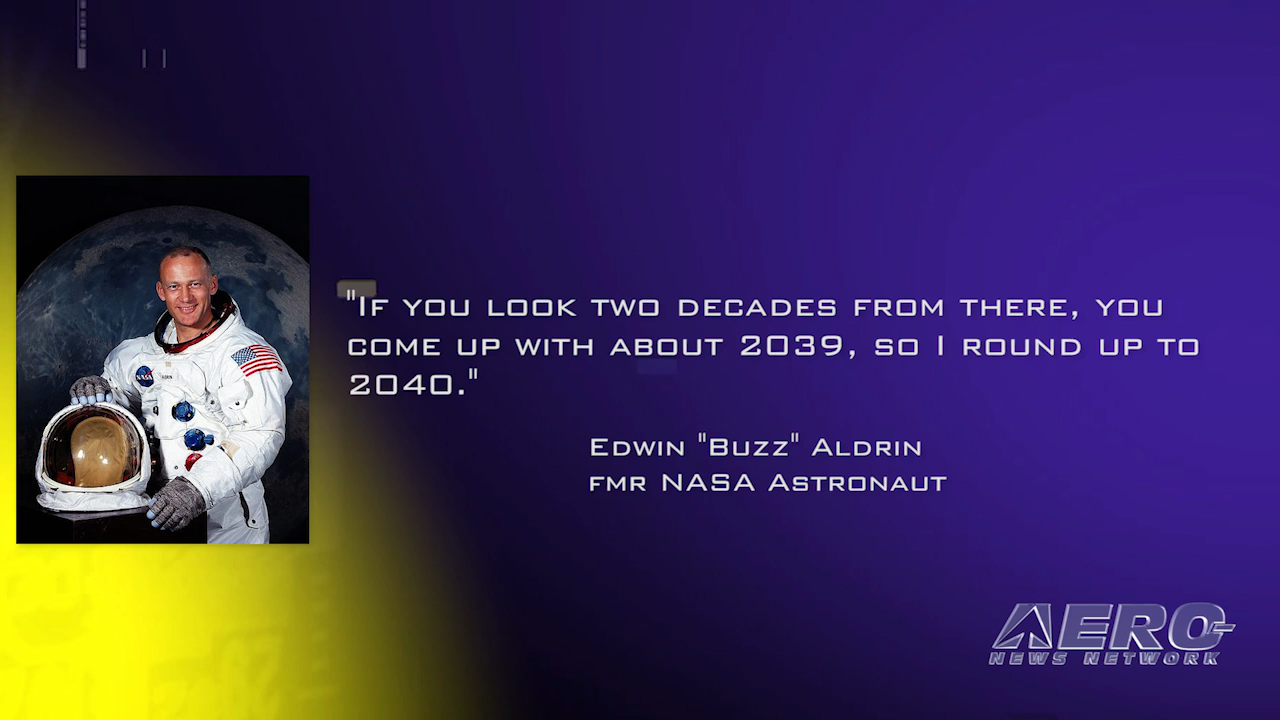 NASA
"If you look two decades from there, you
come up with about 2039, so I round up to
2040."
Edwin "Buzz" Aldrin
fmr NASA Astronaut
AERO
NEWS NETWORK